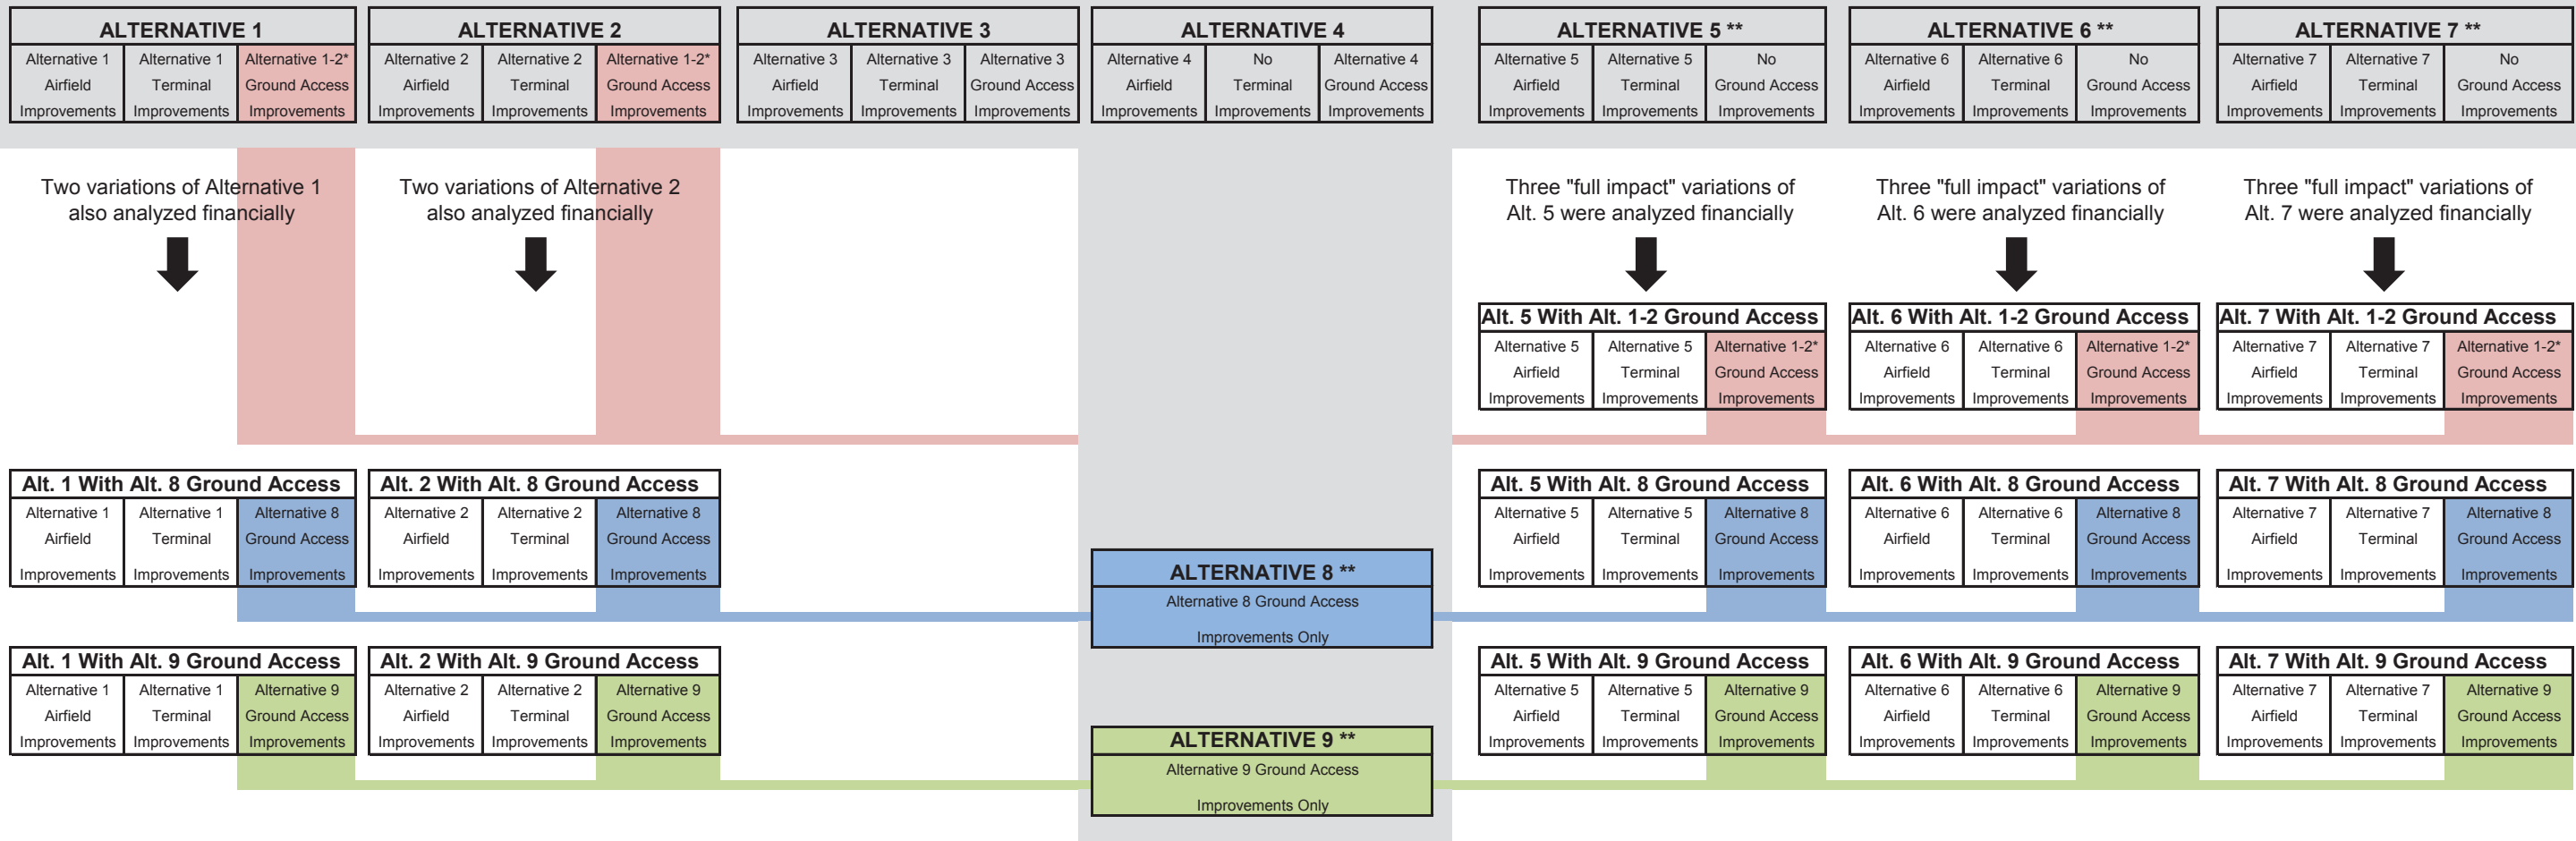 ALTERNATIVE 1
Alternative 1
Airfield
Improvements
Alternative 1
Terminal
Improvements
Alternative 1-2*
Ground Access
Improvements
ALTERNATIVE 2
Alternative 2
Airfield
Improvements
Alternative 2
Terminal
Improvements
Alternative 1-2*
Ground Access
Improvements
ALTERNATIVE 3
Alternative 3
Airfield
Improvements
Alternative 3
Terminal
Improvements
Alternative 3
Ground Access
Improvements
ALTERNATIVE 4
Alternative 4
Airfield
Improvements
No
Terminal
Improvements
Alternative 4
Ground Access
Improvements
ALTERNATIVE 5 **
Alternative 5
Airfield
Improvements
Alternative 5
Terminal
Improvements
No
Ground Access
Improvements
ALTERNATIVE 6 **
Alternative 6
Airfield
Improvements
Alternative 6
Terminal
Improvements
No
Ground Access
Improvements
ALTERNATIVE 7 **
Alternative 7
Airfield
Improvements
Alternative 7
Terminal
Improvements
No
Ground Access
Improvements
Two variations of Alternative 1
also analyzed financially
Two variations of Alternative 2
also analyzed financially
Three "full impact" variations of
Alt. 5 were analyzed financially
Three "full impact" variations of
Alt. 6 were analyzed financially
Three "full impact" variations of
Alt. 7 were analyzed financially
Alt. 5 With Alt. 1-2 Ground Access
Alternative 5
Airfield
Improvements
Alternative 5
Terminal
Improvements
Alternative 1-2*
Ground Access
Improvements
Alt. 6 With Alt. 1-2 Ground Access
Alternative 6
Airfield
Improvements
Alternative 6
Terminal
Improvements
Alternative 1-2*
Ground Access
Improvements
Alt. 7 With Alt. 1-2 Ground Access
Alternative 7
Airfield
Improvements
Alternative 7
Terminal
Improvements
Alternative 1-2*
Ground Access
Improvements
Alt. 1 With Alt. 8 Ground Access
Alternative 1
Airfield
Improvements
Alternative 1
Terminal
Improvements
Alternative 8
Ground Access
Improvements
Alt. 2 With Alt. 8 Ground Access
Alternative 2
Airfield
Improvements
Alternative 2
Terminal
Improvements
Alternative 8
Ground Access
Improvements
ALTERNATIVE 8 **
Alternative 8 Ground Access
Improvements Only
Alt. 5 With Alt. 8 Ground Access
Alternative 5
Airfield
Improvements
Alternative 5
Terminal
Improvements
Alternative 8
Ground Access
Improvements
Alt. 6 With Alt. 8 Ground Access
Alternative 6
Airfield
Improvements
Alternative 6
Terminal
Improvements
Alternative 8
Ground Access
Improvements
Alt. 7 With Alt. 8 Ground Access
Alternative 7
Airfield
Improvements
Alternative 7
Terminal
Improvements
Alternative 8
Ground Access
Improvements
Alt. 1 With Alt. 9 Ground Access
Alternative 1
Airfield
Improvements
Alternative 1
Terminal
Improvements
Alternative 9
Ground Access
Improvements
Alt. 2 With Alt. 9 Ground Access
Alternative 2
Airfield
Improvements
Alternative 2
Terminal
Improvements
Alternative 9
Ground Access
Improvements
ALTERNATIVE 9 **
Alternative 9 Ground Access
Improvements Only
Alt. 5 With Alt. 9 Ground Access
Alternative 5
Airfield
Improvements
Alternative 5
Terminal
Improvements
Alternative 9
Ground Access
Improvements
Alt. 6 With Alt. 9 Ground Access
Alternative 6
Airfield
Improvements
Alternative 6
Terminal
Improvements
Alternative 9
Ground Access
Improvements
Alt. 7 With Alt. 9 Ground Access
Alternative 7
Airfield
Improvements
Alternative 7
Terminal
Improvements
Alternative 9
Ground Access
Improvements